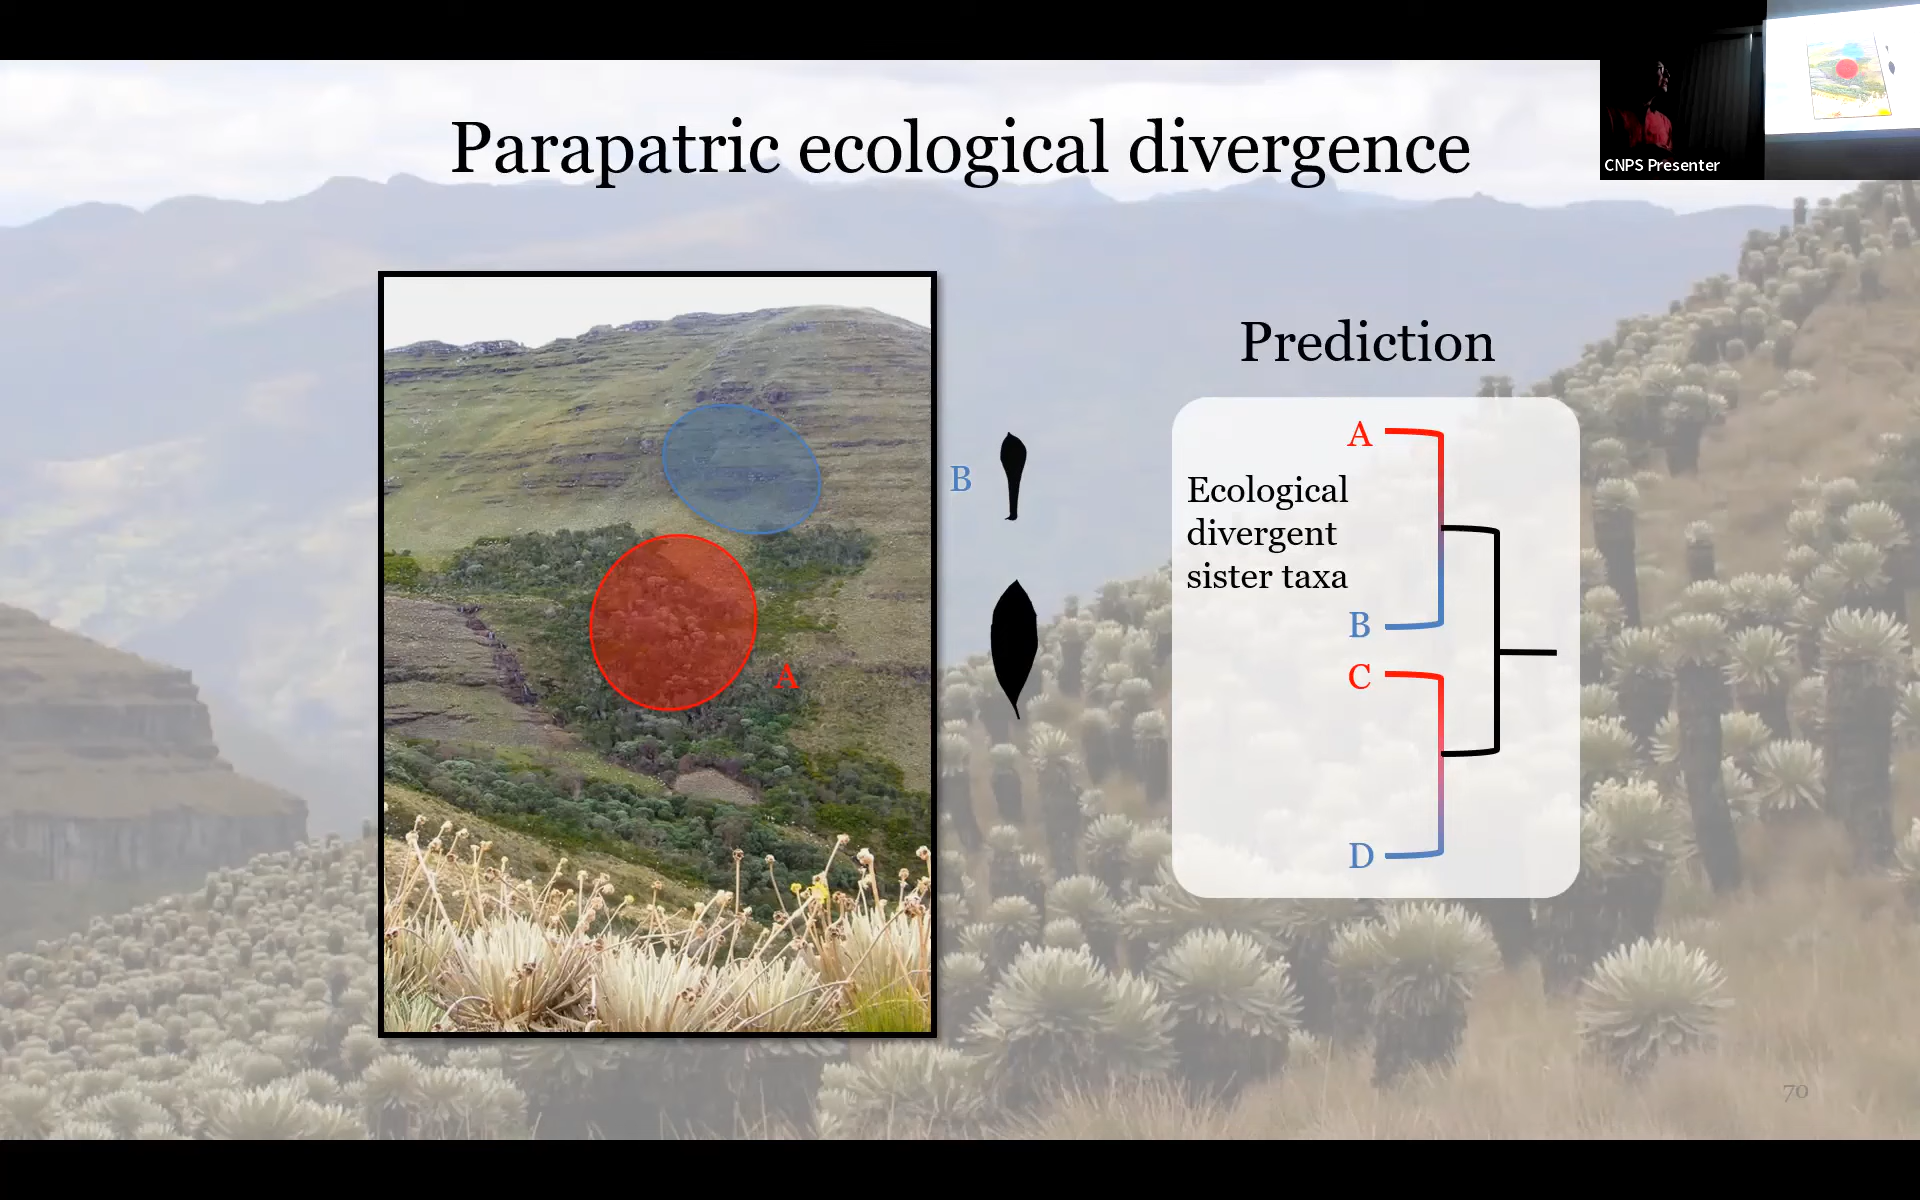 Parapatric ecological divergence
CNPS Presenter
B
A
Prediction
A
Ecological
divergent
sister taxa
B
C
D
70